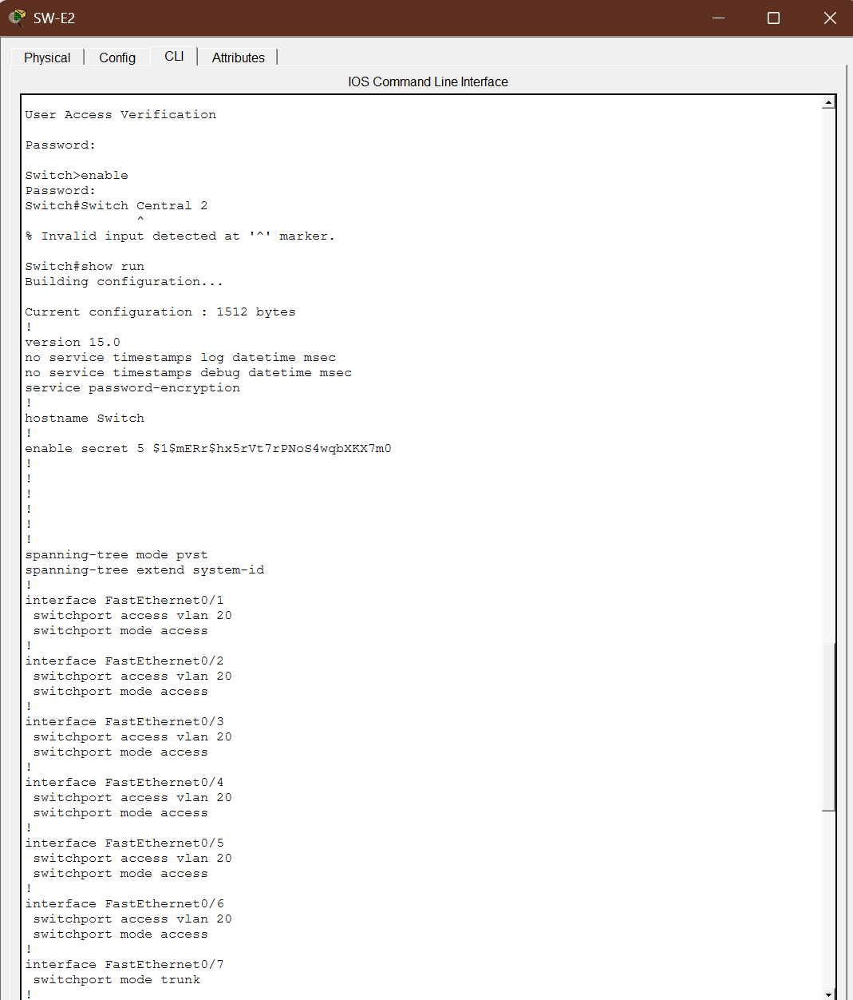 SW-E2
Physical Config CLI Attributes
IOS Command Line Interface
User Access Verification
Password:
Switch>enable
Password:
Switch#Switch Central 2
^
% Invalid input detected at '^' marker.
Switch#show run
Building configuration...
Current configuration : 1512 bytes
!
version 15.0
no service timestamps log datetime msec
no service timestamps debug datetime msec
service password-encryption
!
hostname Switch
!
enable secret 5 $1$mERr$hx5rVt7rPNoS4wqbXKX7m0
!
!
!
!
!
!
spanning-tree mode pvst
spanning-tree extend system-id
!
interface FastEthernet0/1
switchport access vlan 20
switchport mode access
!
interface FastEthernet0/2
switchport access vlan 20
switchport mode access
!
interface FastEthernet0/3
switchport access vlan 20
switchport mode access
!
interface FastEthernet0/4
switchport access vlan 20
switchport mode access
!
interface FastEthernet0/5
switchport access vlan 20
switchport mode access
!
interface FastEthernet0/6
switchport access vlan 20
switchport mode access
!
interface FastEthernet0/7
switchport mode trunk
!